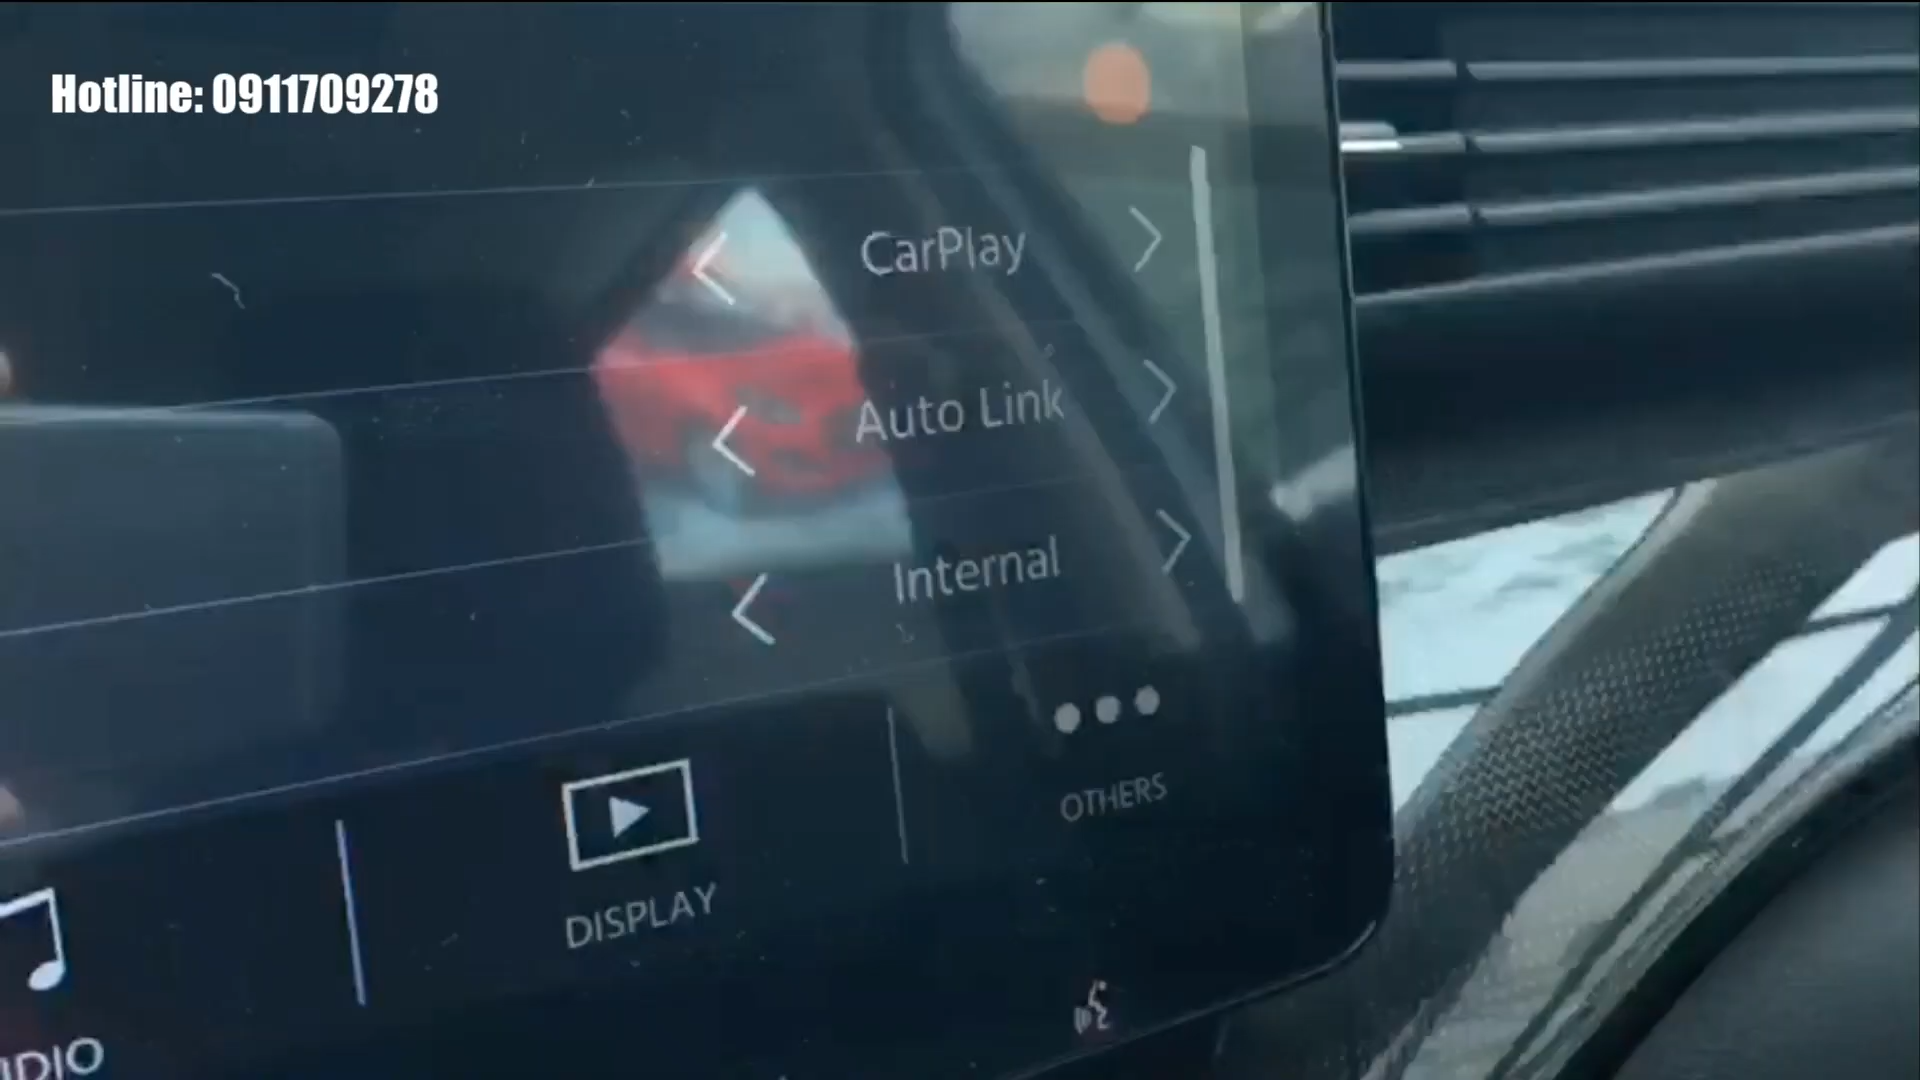 Hotline: 0911709278
CarPlay
Auto Link
Internal
OTHERS
DISPLAY